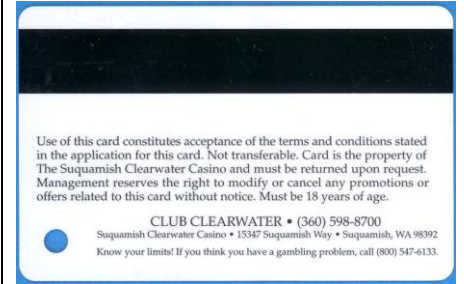 Use of this card constitutes acceptance of the terms and conditions stated
in the application for this card. Not transferable. Card is the property of
The Suquamish Clearwater Casino and must be returned upon request.
Management reserves the right to modify or cancel any promotions or
offers related to this card without notice. Must be 18 years of age.
CLUB CLEARWATER • (360) 598-8700
Suquamish Clearwater Casino • 15347 Suquamish Way • Suquamish, WA 98392
Know your limits! If you think you have a gambling problem, call (800) 547-6133.